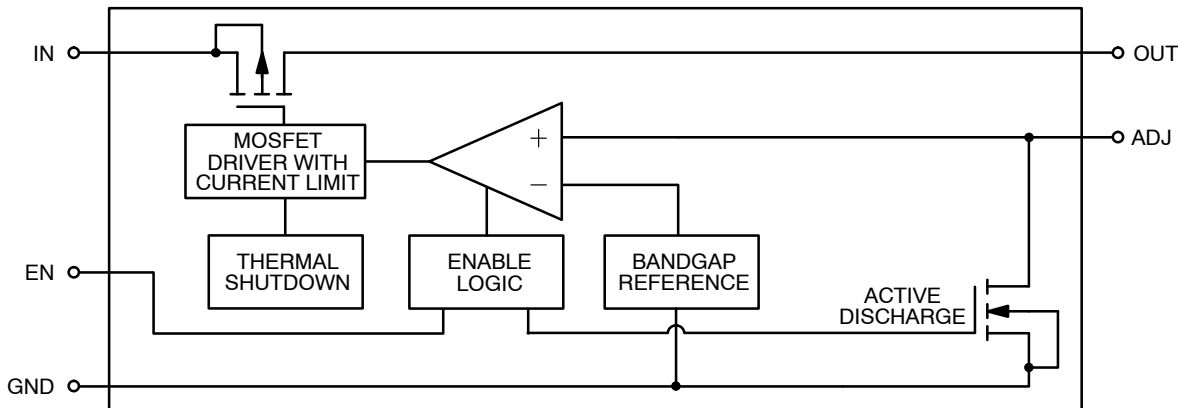 IN
OUT
MOSFET
DRIVER WITH
CURRENT LIMIT
+
−
ADJ
THERMAL
SHUTDOWN
ENABLE
LOGIC
BANDGAP
REFERENCE
EN
ACTIVE
DISCHARGE
GND